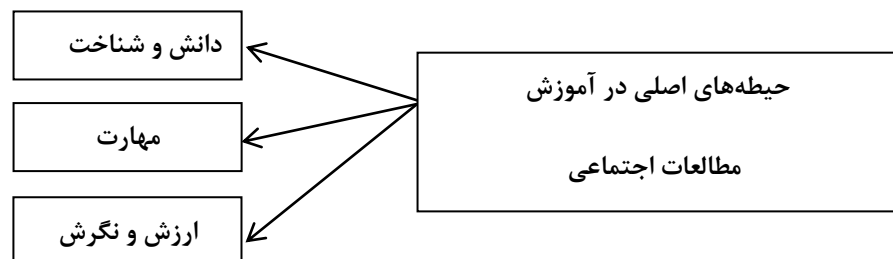 حیطه‌های اصلی در آموزش
مطالعات اجتماعی
دانش و شناخت
مهارت
ارزش و نگرش